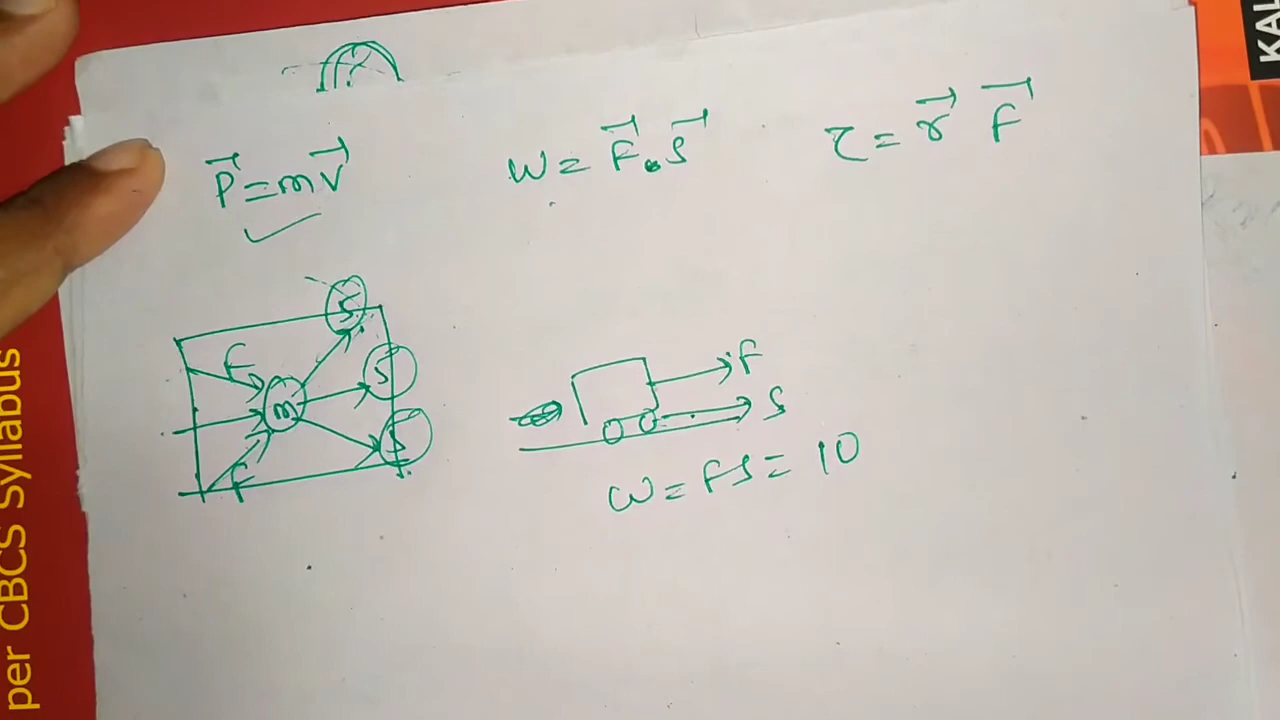 KAL
P⃗ = mv⃗
W = F⃗ . S⃗
τ = r⃗ F⃗
S
F
m
S
F
S
F
S
W = FS = 10
per CBCS Syllabus